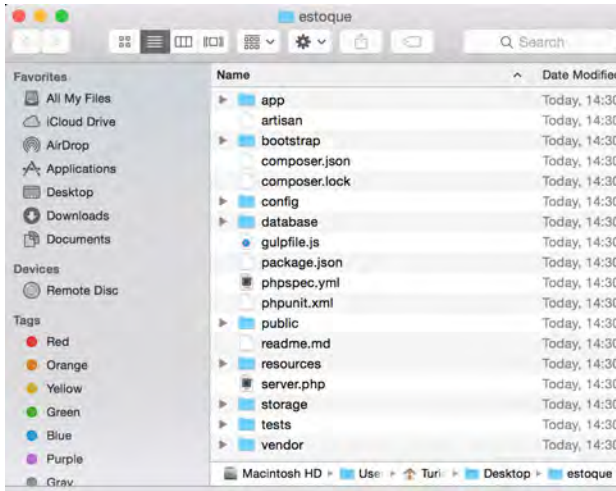 estoque
Search
Favorites
All My Files
iCloud Drive
AirDrop
Applications
Desktop
Downloads
Documents
Devices
Remote Disc
Tags
Red
Orange
Yellow
Green
Blue
Purple
Gray
Name Date Modified
app Today, 14:30
artisan Today, 14:30
bootstrap Today, 14:30
composer.json Today, 14:30
composer.lock Today, 14:30
config Today, 14:30
database Today, 14:30
gulpfile.js Today, 14:30
package.json Today, 14:30
phpspec.yml Today, 14:30
phpunit.xml Today, 14:30
public Today, 14:30
readme.md Today, 14:30
resources Today, 14:30
server.php Today, 14:30
storage Today, 14:30
tests Today, 14:30
vendor Today, 14:30
Macintosh HD Use Turi Desktop estoque